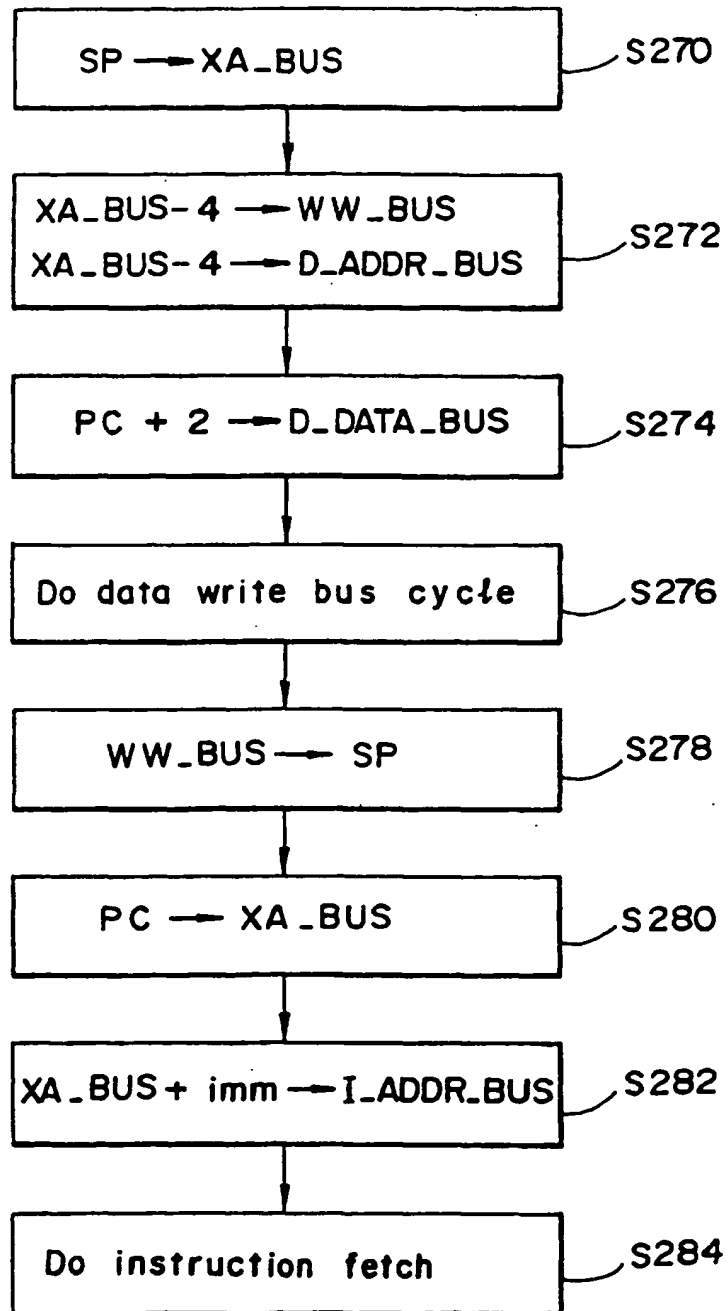 SP → XA_BUS
S270
XA_BUS-4 → WW_BUS
XA_BUS-4 → D_ADDR_BUS
S272
PC + 2 → D_DATA_BUS
S274
Do data write bus cycle
S276
WW_BUS → SP
S278
PC → XA_BUS
S280
XA_BUS + imm → I_ADDR_BUS
S282
Do instruction fetch
S284